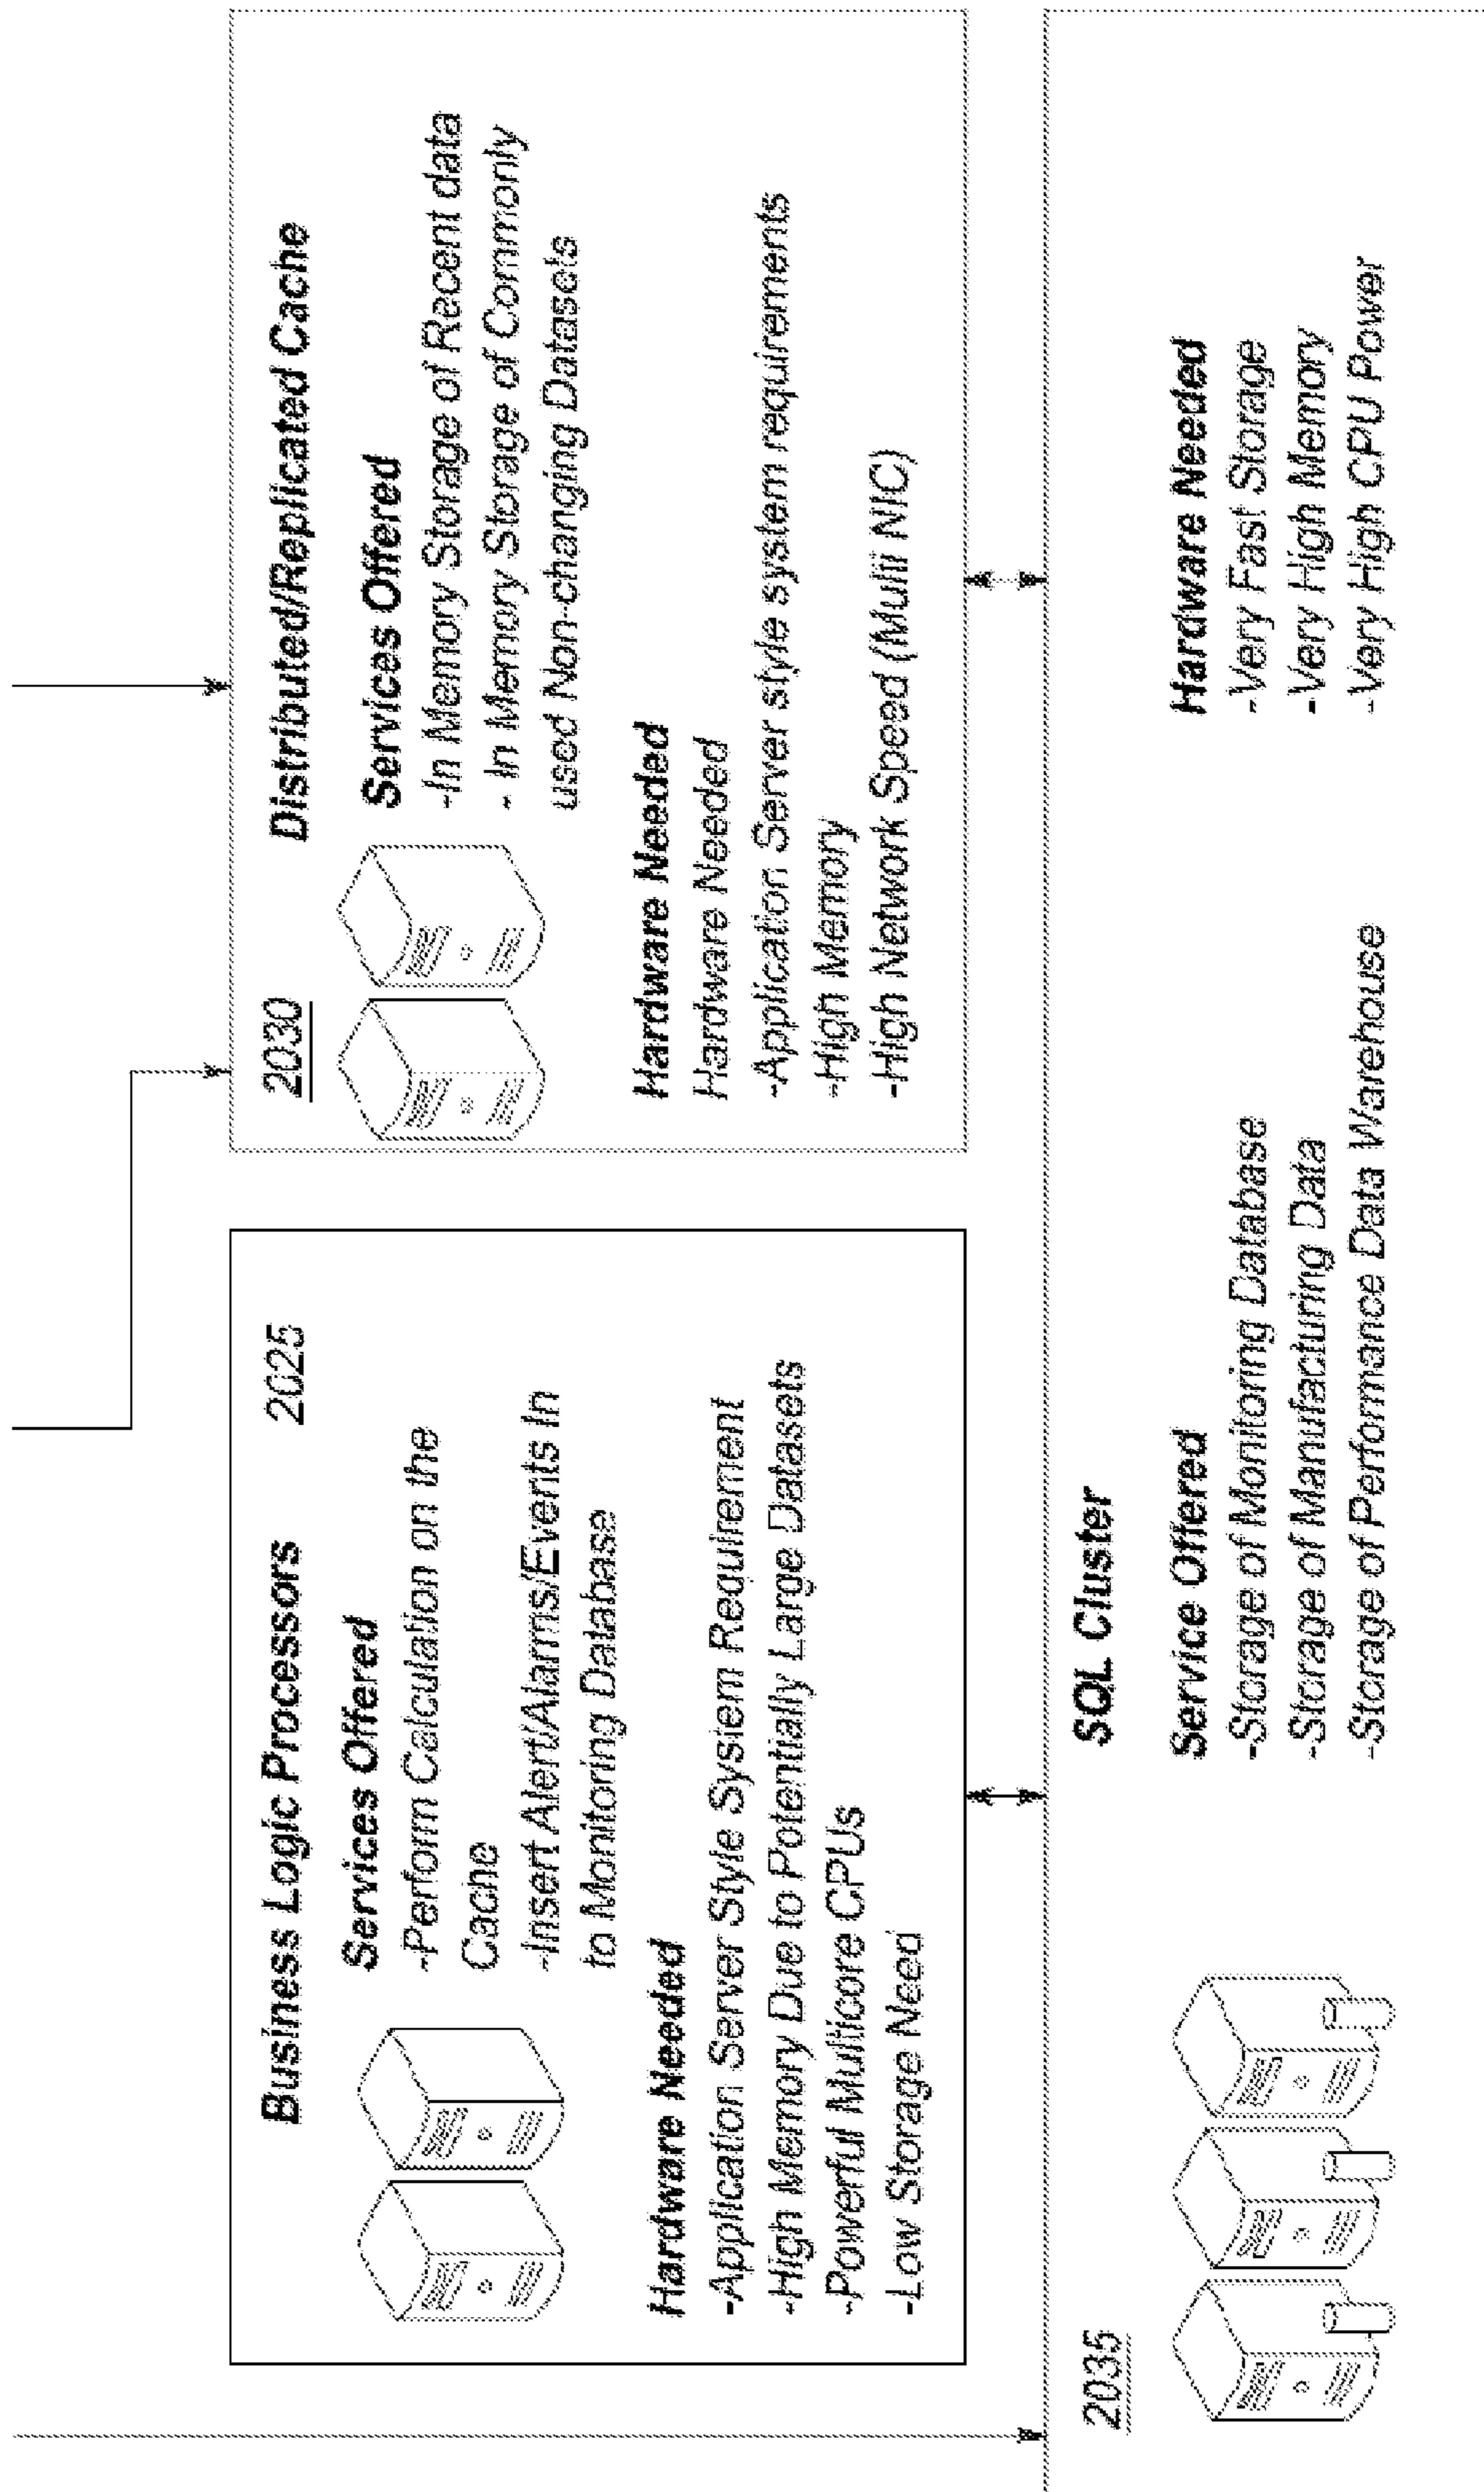 Business Logic Processors
2025
Services Offered
-Perform Calculation on the
Cache
-Insert Alert/Alarms/Events In
to Monitoring Database
Hardware Needed
-Application Server Style System Requirement
-High Memory Due to Potentially Large Datasets
-Powerful Multicore CPUs
-Low Storage Need
2030
Distributed/Replicated Cache
Services Offered
-In Memory Storage of Recent data
- In Memory Storage of Commonly
used Non-changing Datasets
Hardware Needed
Hardware Needed
-Application Server style system requirements
-High Memory
-High Network Speed (Multi NIC)
2035
SQL Cluster
Service Offered
-Storage of Monitoring Database
-Storage of Manufacturing Data
-Storage of Performance Data Warehouse
Hardware Needed
-Very Fast Storage
-Very High Memory
-Very High CPU Power